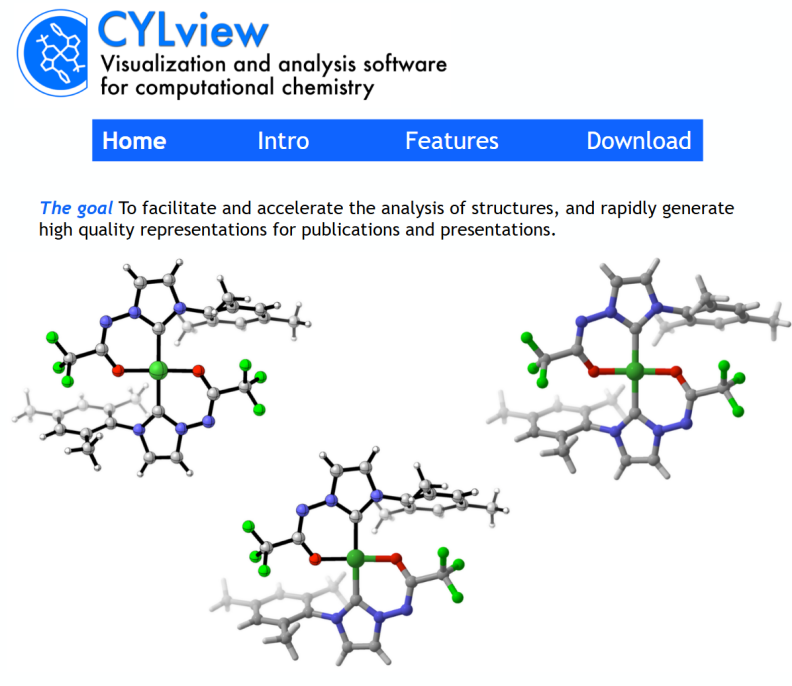 CYLview
Visualization and analysis software
for computational chemistry
Home Intro Features Download
The goal To facilitate and accelerate the analysis of structures, and rapidly generate
high quality representations for publications and presentations.